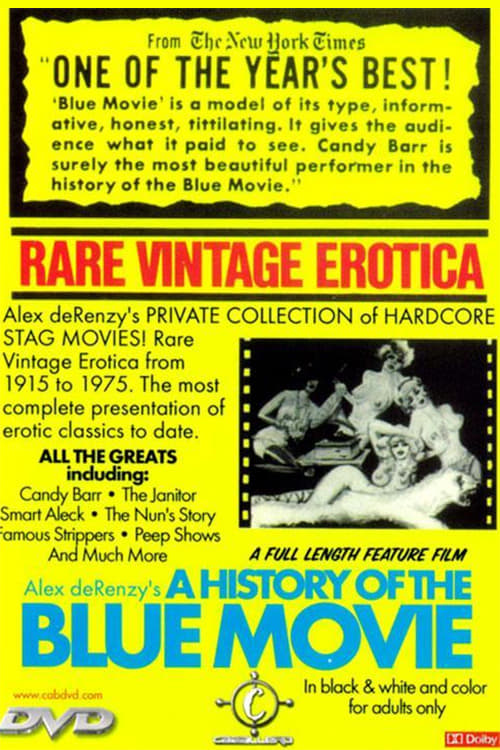 From The New York Times
"ONE OF THE YEAR'S BEST!
'Blue Movie' is a model of its type, inform-
ative, honest, tittilating. It gives the audi-
ence what it paid to see. Candy Barr is
surely the most beautiful performer in the
history of the Blue Movie."
RARE VINTAGE EROTICA
Alex deRenzy's PRIVATE COLLECTION of HARDCORE
STAG MOVIES! Rare
Vintage Erotica from
1915 to 1975. The most
complete presentation of
erotic classics to date.
ALL THE GREATS
including:
Candy Barr • The Janitor
Smart Aleck • The Nun's Story
Famous Strippers • Peep Shows
And Much More
A FULL LENGTH FEATURE FILM
Alex deRenzy's A HISTORY OF THE
BLUE MOVIE
www.cabdvd.com
DVD
C
In black & white and color
for adults only
Dolby